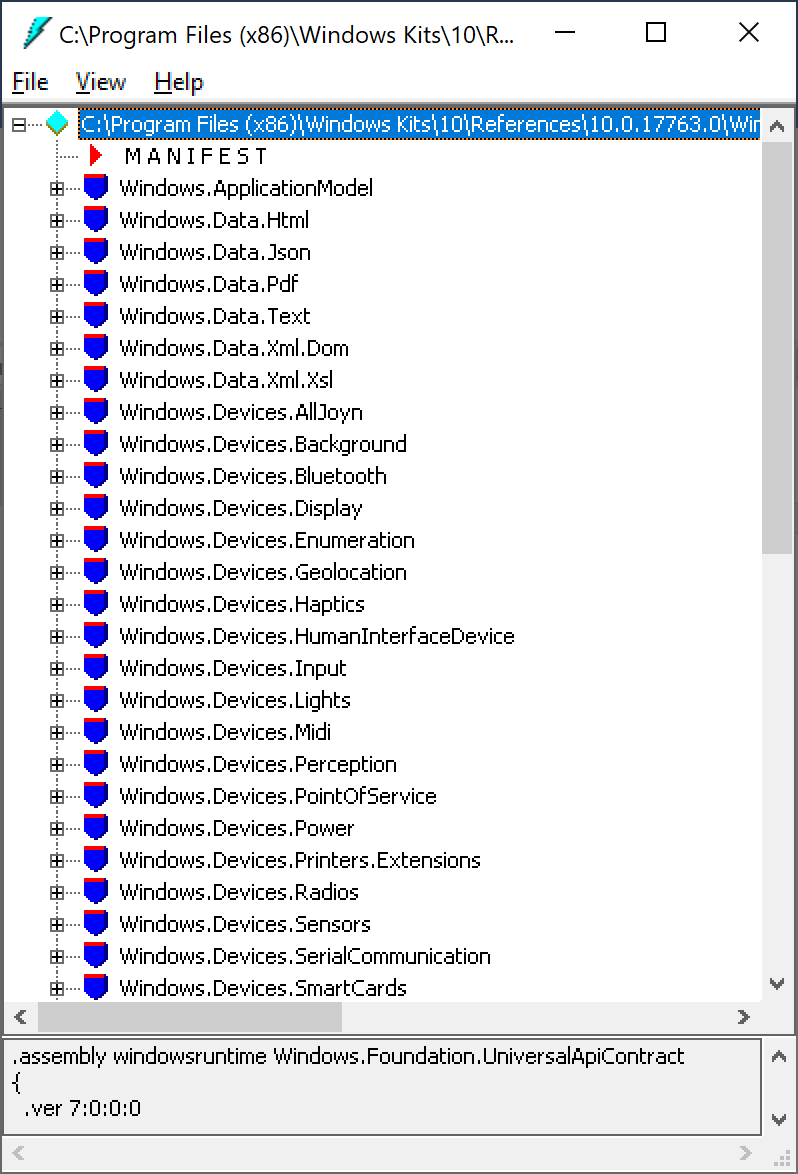 C:\Program Files (x86)\Windows Kits\10\R...
File View Help
C:\Program Files (x86)\Windows Kits\10\References\10.0.17763.0\Win
M A N I F E S T
Windows.ApplicationModel
Windows.Data.Html
Windows.Data.Json
Windows.Data.Pdf
Windows.Data.Text
Windows.Data.Xml.Dom
Windows.Data.Xml.Xsl
Windows.Devices.AllJoyn
Windows.Devices.Background
Windows.Devices.Bluetooth
Windows.Devices.Display
Windows.Devices.Enumeration
Windows.Devices.Geolocation
Windows.Devices.Haptics
Windows.Devices.HumanInterfaceDevice
Windows.Devices.Input
Windows.Devices.Lights
Windows.Devices.Midi
Windows.Devices.Perception
Windows.Devices.PointOfService
Windows.Devices.Power
Windows.Devices.Printers.Extensions
Windows.Devices.Radios
Windows.Devices.Sensors
Windows.Devices.SerialCommunication
Windows.Devices.SmartCards
.assembly windowsruntime Windows.Foundation.UniversalApiContract
{
.ver 7:0:0:0